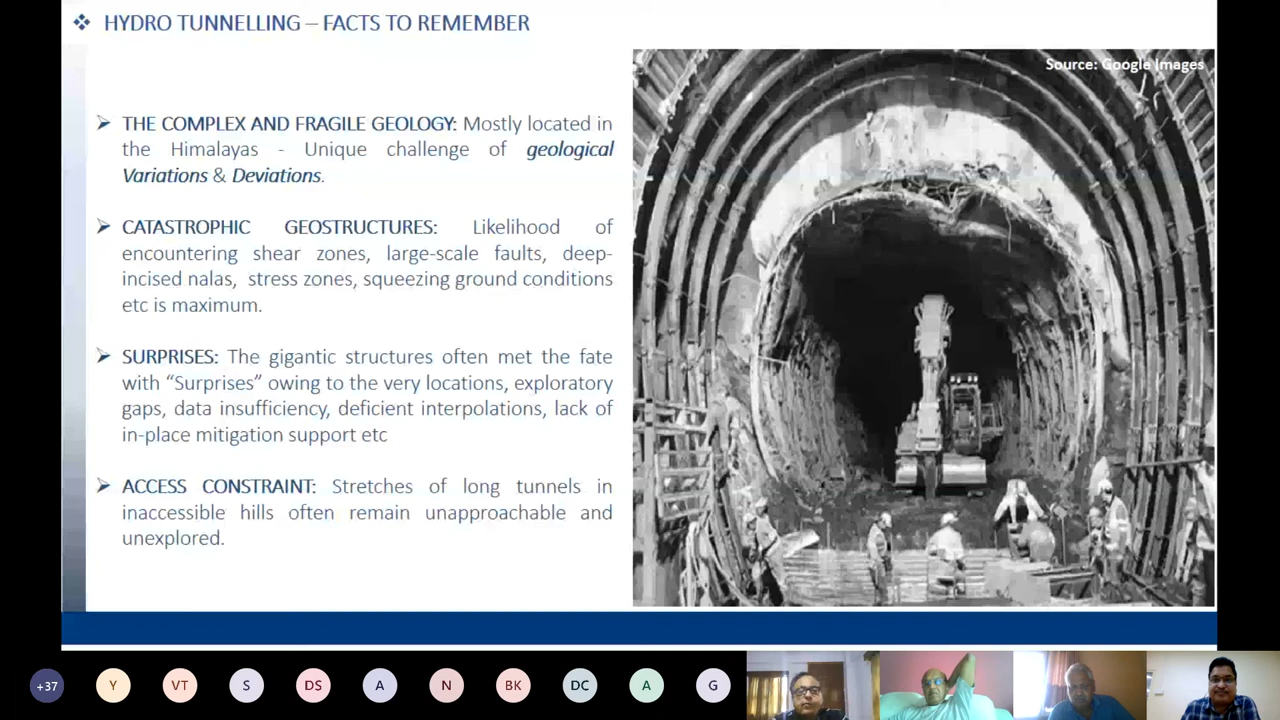 ❖ HYDRO TUNNELLING – FACTS TO REMEMBER
Source: Google Images
➢ THE COMPLEX AND FRAGILE GEOLOGY: Mostly located in
the Himalayas - Unique challenge of geological
Variations & Deviations.
➢ CATASTROPHIC GEOSTRUCTURES: Likelihood of
encountering shear zones, large-scale faults, deep-
incised nalas, stress zones, squeezing ground conditions
etc is maximum.
➢ SURPRISES: The gigantic structures often met the fate
with “Surprises” owing to the very locations, exploratory
gaps, data insufficiency, deficient interpolations, lack of
in-place mitigation support etc
➢ ACCESS CONSTRAINT: Stretches of long tunnels in
inaccessible hills often remain unapproachable and
unexplored.
+37 Y VT S DS A N BK DC A G